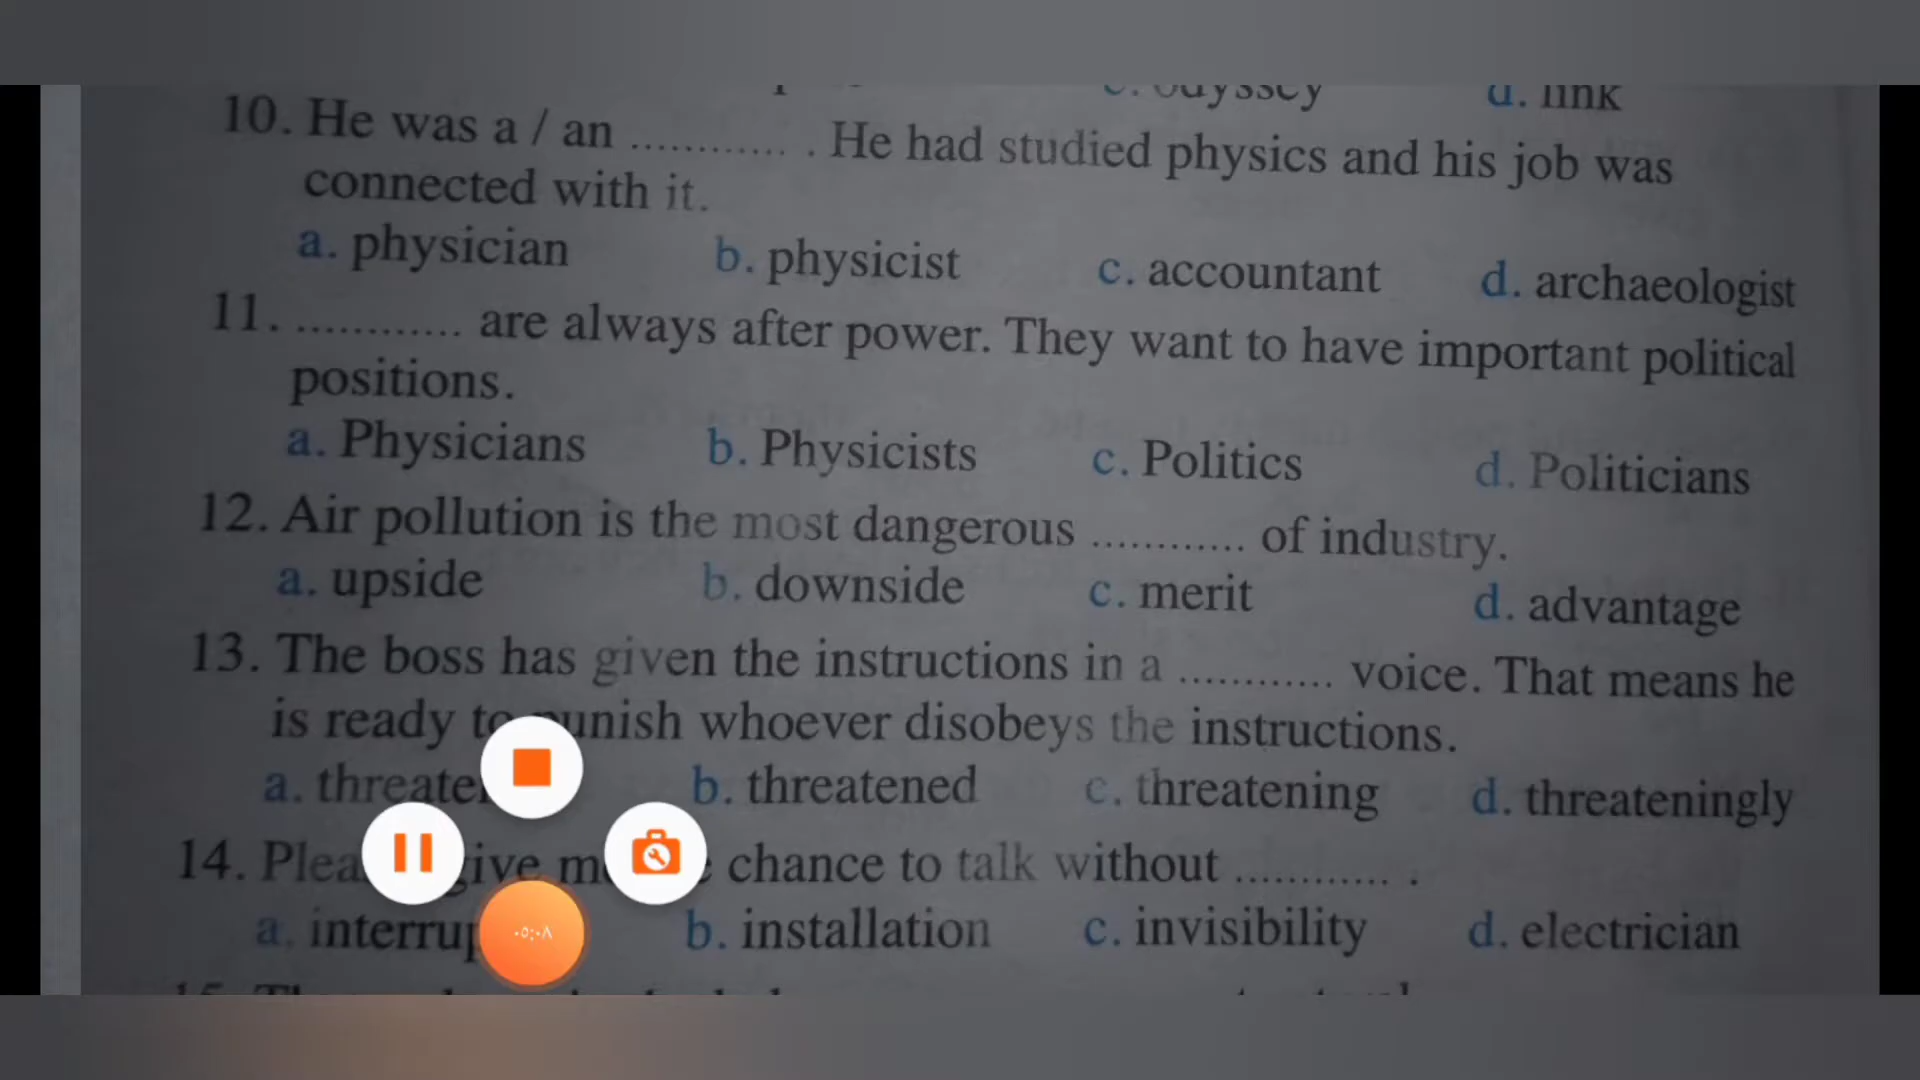 c. odyssey d. link
10. He was a / an ............ . He had studied physics and his job was
connected with it.
a. physician b. physicist c. accountant d. archaeologist
11. ............ are always after power. They want to have important political
positions.
a. Physicians b. Physicists c. Politics d. Politicians
12. Air pollution is the most dangerous ............ of industry.
a. upside b. downside c. merit d. advantage
13. The boss has given the instructions in a ............ voice. That means he
is ready to punish whoever disobeys the instructions.
a. b. threatened c. threatening d. threateningly
14. chance to talk without ............ .
a. b. installation c. invisibility d. electrician
٠٥:٠٨